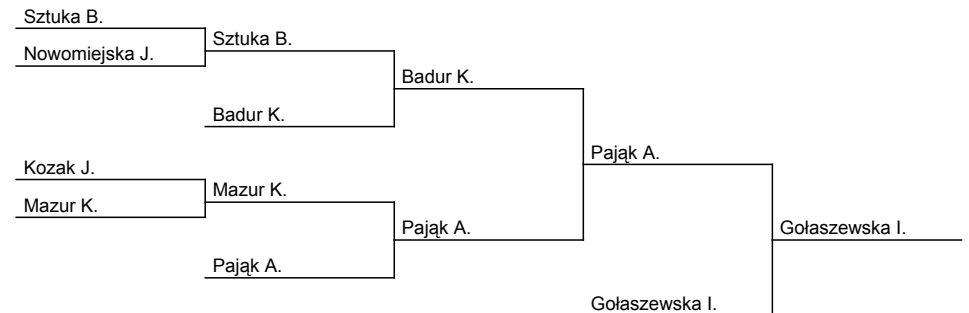 Sztuka B.
Nowomiejska J.
Sztuka B.
Badur K.
Badur K.
Kozak J.
Mazur K.
Mazur K.
Pająk A.
Pająk A.
Pająk A.
Gołaszewska I.
Gołaszewska I.